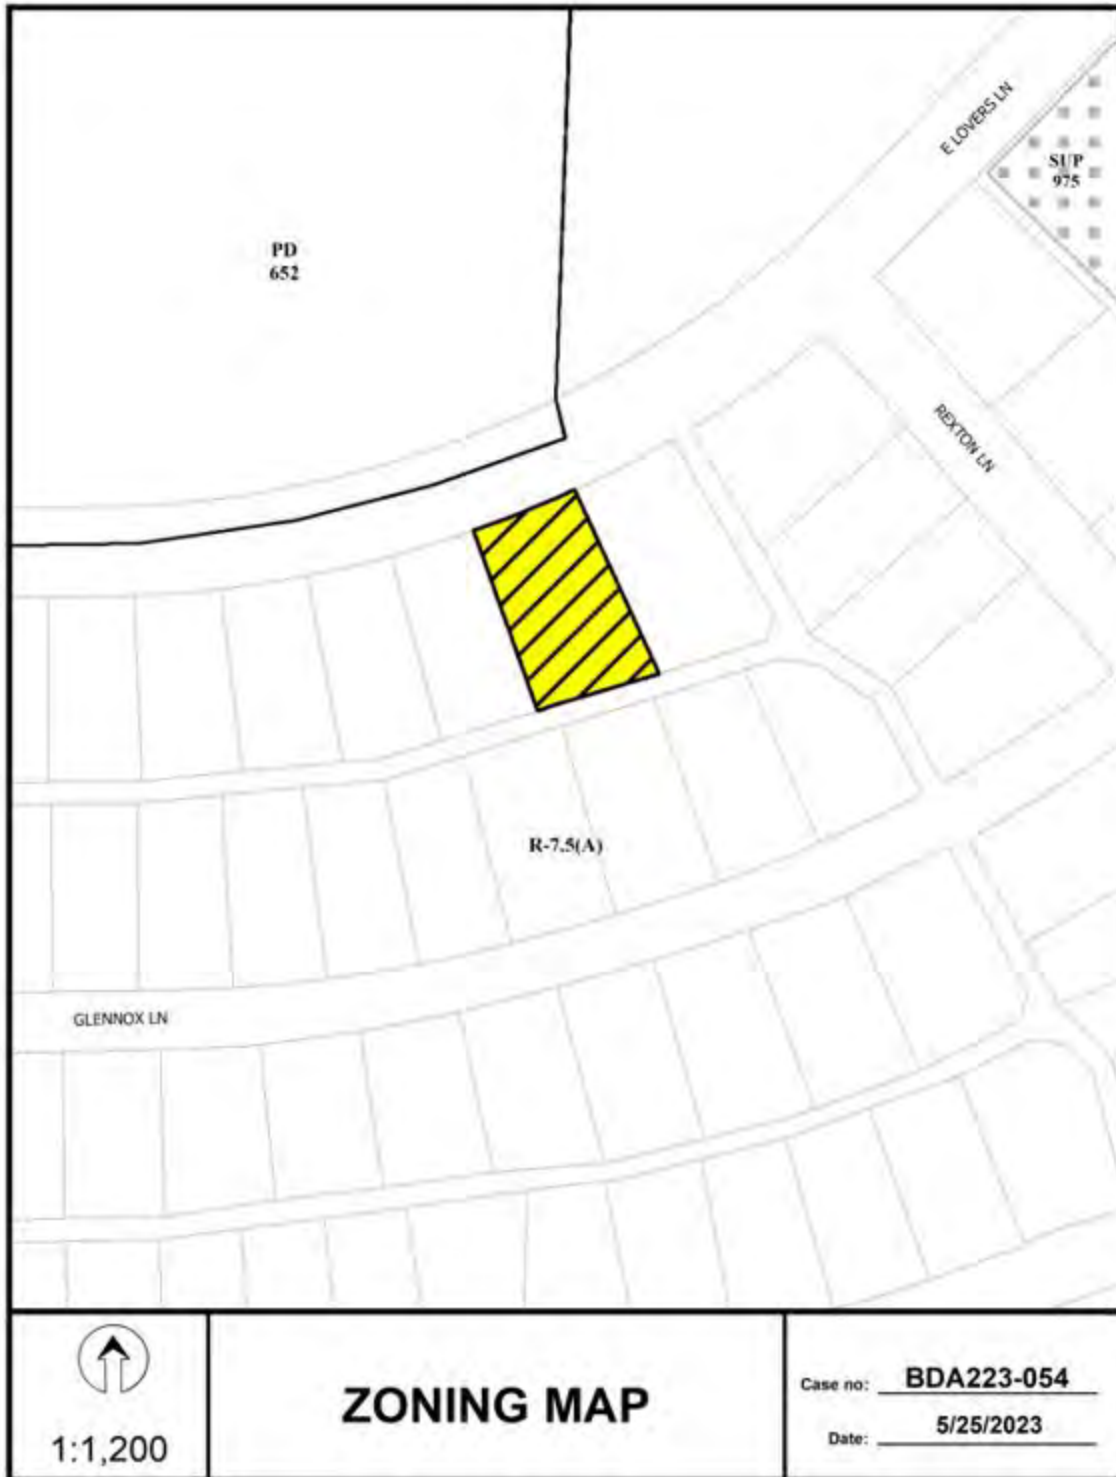 E LOVERS LN
SUP
975
PD
652
REXTON LN
R-7.5(A)
GLENNOX LN
1:1,200
ZONING MAP
Case no: BDA223-054
Date: 5/25/2023